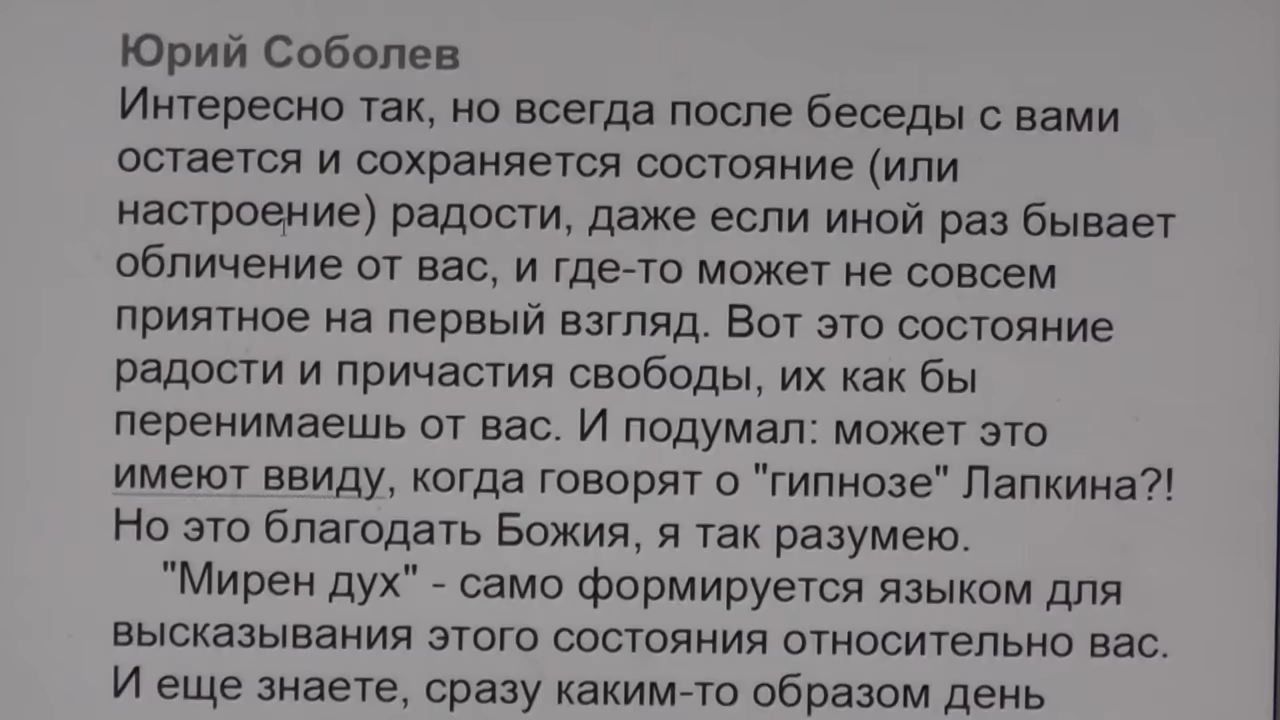 Юрий Соболев
Интересно так, но всегда после беседы с вами
остается и сохраняется состояние (или
настроение) радости, даже если иной раз бывает
обличение от вас, и где-то может не совсем
приятное на первый взгляд. Вот это состояние
радости и причастия свободы, их как бы
перенимаешь от вас. И подумал: может это
имеют ввиду, когда говорят о "гипнозе" Лапкина?!
Но это благодать Божия, я так разумею.
"Мирен дух" - само формируется языком для
высказывания этого состояния относительно вас.
И еще знаете, сразу каким-то образом день